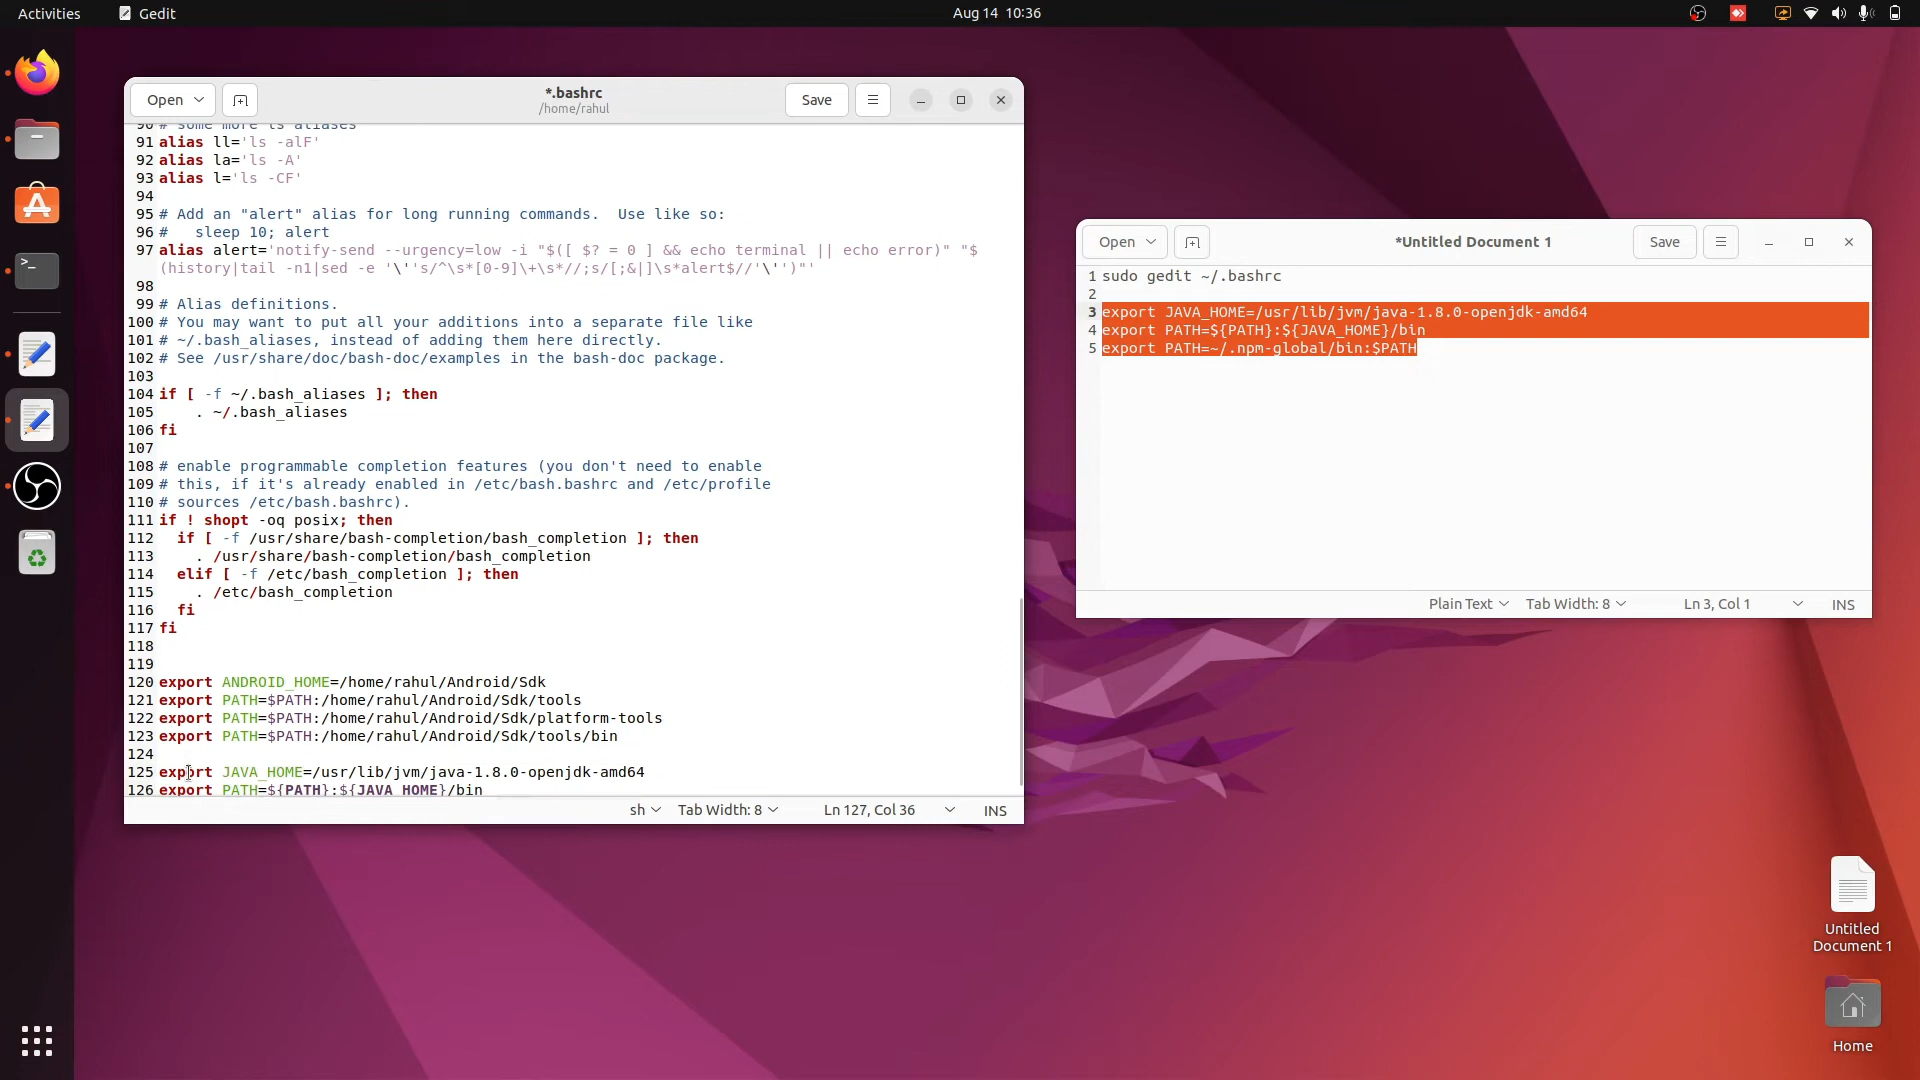 Activities
Gedit
Aug 14 10:36
Open
*.bashrc
/home/rahul
Save
90 # some more ls aliases
91 alias ll='ls -alF'
92 alias la='ls -A'
93 alias l='ls -CF'
94
95 # Add an "alert" alias for long running commands.  Use like so:
96 #   sleep 10; alert
97 alias alert='notify-send --urgency=low -i "$([ $? = 0 ] && echo terminal || echo error)" "$
(history|tail -n1|sed -e '\''s/^\s*[0-9]\+\s*//;s/[;&|]\s*alert$//'\'')"'
98
99 # Alias definitions.
100 # You may want to put all your additions into a separate file like
101 # ~/.bash_aliases, instead of adding them here directly.
102 # See /usr/share/doc/bash-doc/examples in the bash-doc package.
103
104 if [ -f ~/.bash_aliases ]; then
105     . ~/.bash_aliases
106 fi
107
108 # enable programmable completion features (you don't need to enable
109 # this, if it's already enabled in /etc/bash.bashrc and /etc/profile
110 # sources /etc/bash.bashrc).
111 if ! shopt -oq posix; then
112   if [ -f /usr/share/bash-completion/bash_completion ]; then
113     . /usr/share/bash-completion/bash_completion
114   elif [ -f /etc/bash_completion ]; then
115     . /etc/bash_completion
116   fi
117 fi
118
119
120 export ANDROID_HOME=/home/rahul/Android/Sdk
121 export PATH=$PATH:/home/rahul/Android/Sdk/tools
122 export PATH=$PATH:/home/rahul/Android/Sdk/platform-tools
123 export PATH=$PATH:/home/rahul/Android/Sdk/tools/bin
124
125 export JAVA_HOME=/usr/lib/jvm/java-1.8.0-openjdk-amd64
126 export PATH=${PATH}:${JAVA_HOME}/bin
sh
Tab Width: 8
Ln 127, Col 36
INS
Open
*Untitled Document 1
Save
1 sudo gedit ~/.bashrc
2
3 export JAVA_HOME=/usr/lib/jvm/java-1.8.0-openjdk-amd64
4 export PATH=${PATH}:${JAVA_HOME}/bin
5 export PATH=~/.npm-global/bin:$PATH
Plain Text
Tab Width: 8
Ln 3, Col 1
INS
Untitled
Document 1
Home